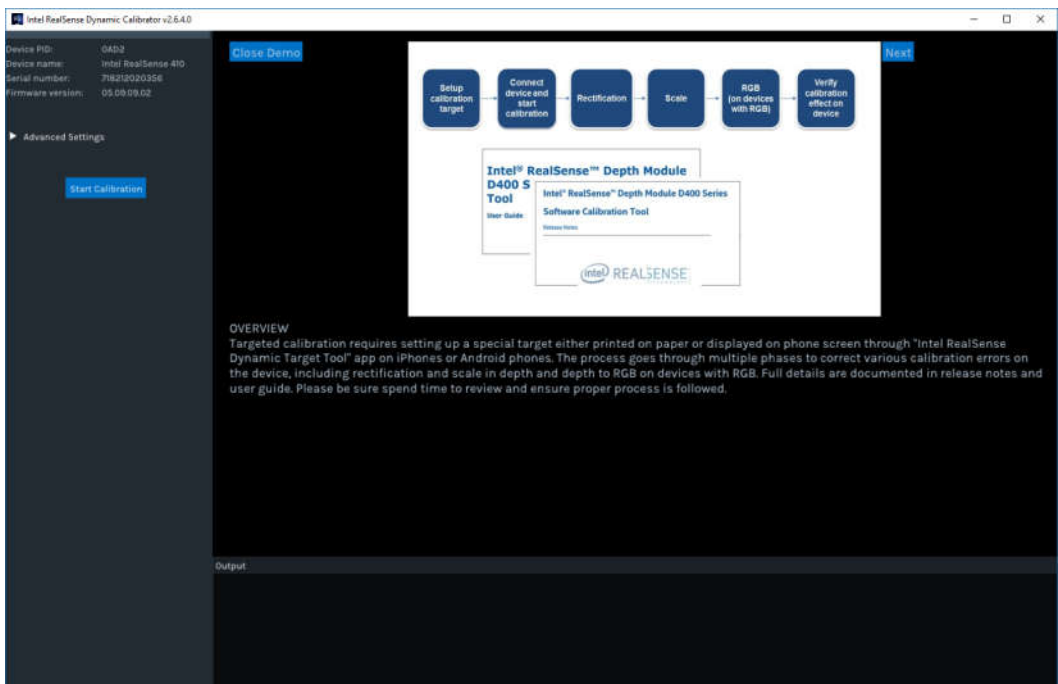 Intel RealSense Dynamic Calibrator v2.6.4.0
Device PID: 0AD2
Device name: Intel RealSense 410
Serial number: 718212020356
Firmware version: 05.09.09.02
Advanced Settings
Start Calibration
Close Demo
Next
Setup
calibration
target
Connect
device and
start
calibration
Rectification
Scale
RGB
(on devices
with RGB)
Verify
calibration
effect on
device
Intel® RealSense™ Depth Module
D400 S
Tool
User Guide
Intel® RealSense™ Depth Module D400 Series
Software Calibration Tool
Release Notes
intel REALSENSE
OVERVIEW
Targeted calibration requires setting up a special target either printed on paper or displayed on phone screen through "Intel RealSense
Dynamic Target Tool" app on iPhones or Android phones. The process goes through multiple phases to correct various calibration errors on
the device, including rectification and scale in depth and depth to RGB on devices with RGB. Full details are documented in release notes and
user guide. Please be sure spend time to review and ensure proper process is followed.
Output